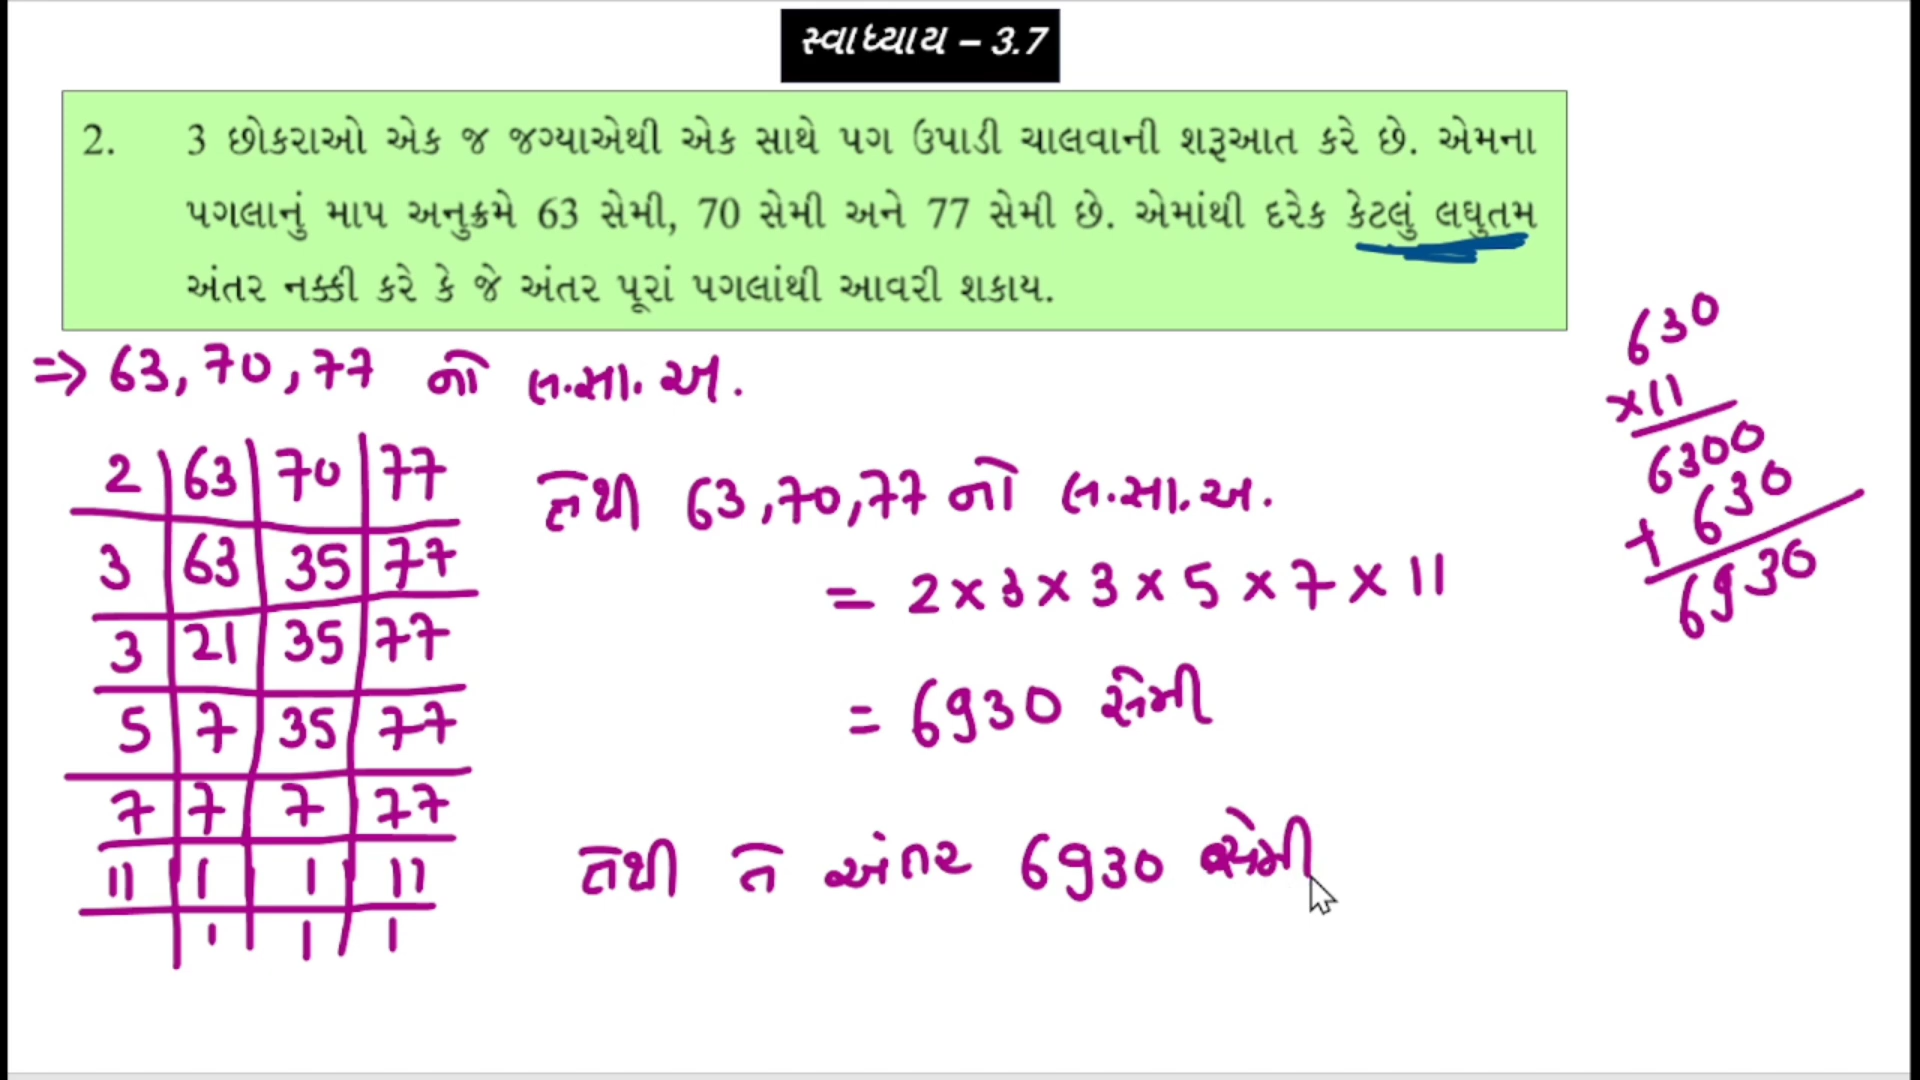 સ્વાધ્યાય – 3.7
2. 3 છોકરાઓ એક જ જગ્યાએથી એક સાથે પગ ઉપાડી ચાલવાની શરૂઆત કરે છે. એમના
પગલાનું માપ અનુક્રમે 63 સેમી, 70 સેમી અને 77 સેમી છે. એમાંથી દરેક કેટલું લઘુતમ
અંતર નક્કી કરે કે જે અંતર પૂરાં પગલાંથી આવરી શકાય.
⇒ 63, 70, 77 નો લ.સા.અ.
2 63 70 77
3 63 35 77
3 21 35 77
5 7 35 77
7 7 7 77
11 1 1 11
1 1 1
તેથી 63, 70, 77 નો લ.સા.અ.
= 2 × 3 × 3 × 5 × 7 × 11
= 6930 સેમી
તેથી તે અંતર 6930 સેમી
630
×11
6300
+ 630
6930